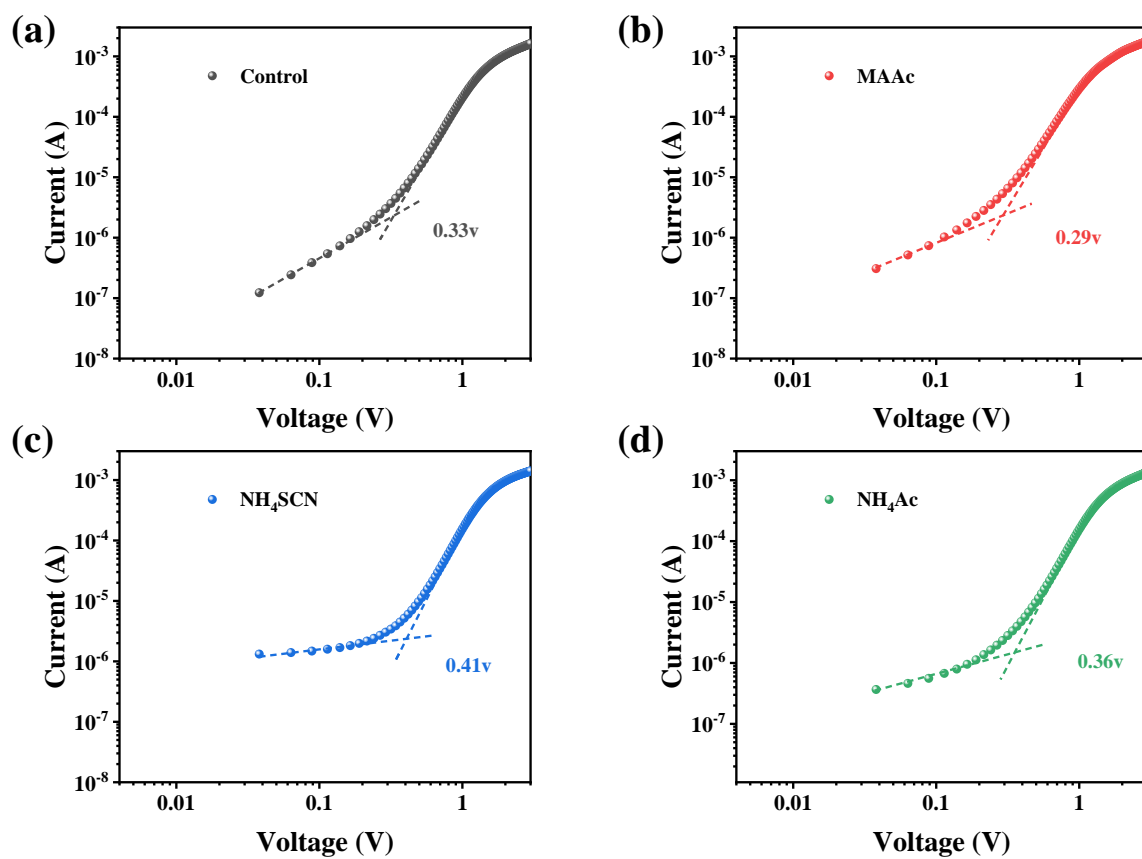 (a)
Control
0.33v
10⁻³
10⁻⁴
10⁻⁵
10⁻⁶
10⁻⁷
10⁻⁸
Current (A)
0.01 0.1 1
Voltage (V)
(b)
MAAc
0.29v
10⁻³
10⁻⁴
10⁻⁵
10⁻⁶
10⁻⁷
10⁻⁸
Current (A)
0.01 0.1 1
Voltage (V)
(c)
NH₄SCN
0.41v
10⁻³
10⁻⁴
10⁻⁵
10⁻⁶
10⁻⁷
10⁻⁸
Current (A)
0.01 0.1 1
Voltage (V)
(d)
NH₄Ac
0.36v
10⁻³
10⁻⁴
10⁻⁵
10⁻⁶
10⁻⁷
Current (A)
0.01 0.1 1
Voltage (V)